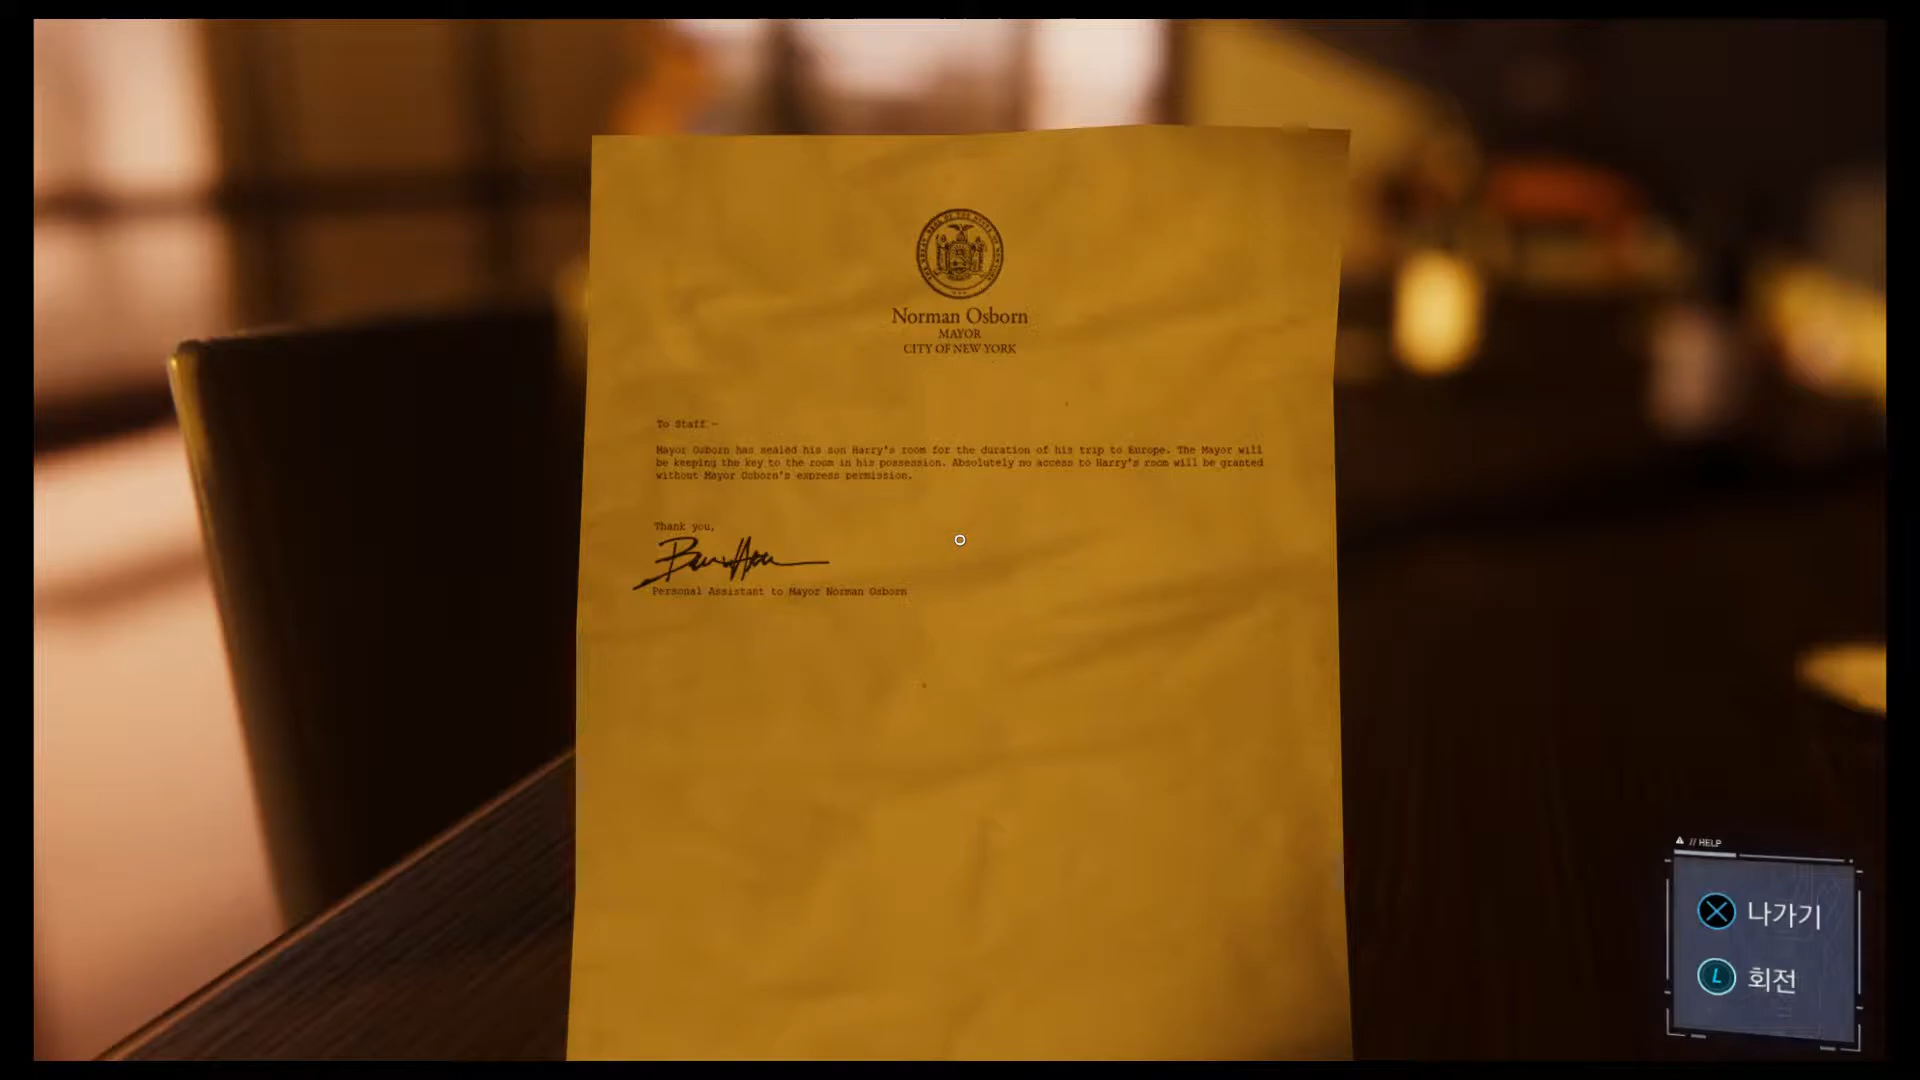 Norman Osborn
MAYOR
CITY OF NEW YORK
To Staff -
Mayor Osborn has sealed his son Harry's room for the duration of his trip to Europe. The Mayor will
be keeping the key to the room in his possession. Absolutely no access to Harry's room will be granted
without Mayor Osborn's express permission.
Thank you,
Personal Assistant to Mayor Norman Osborn
// HELP
나가기
L 회전